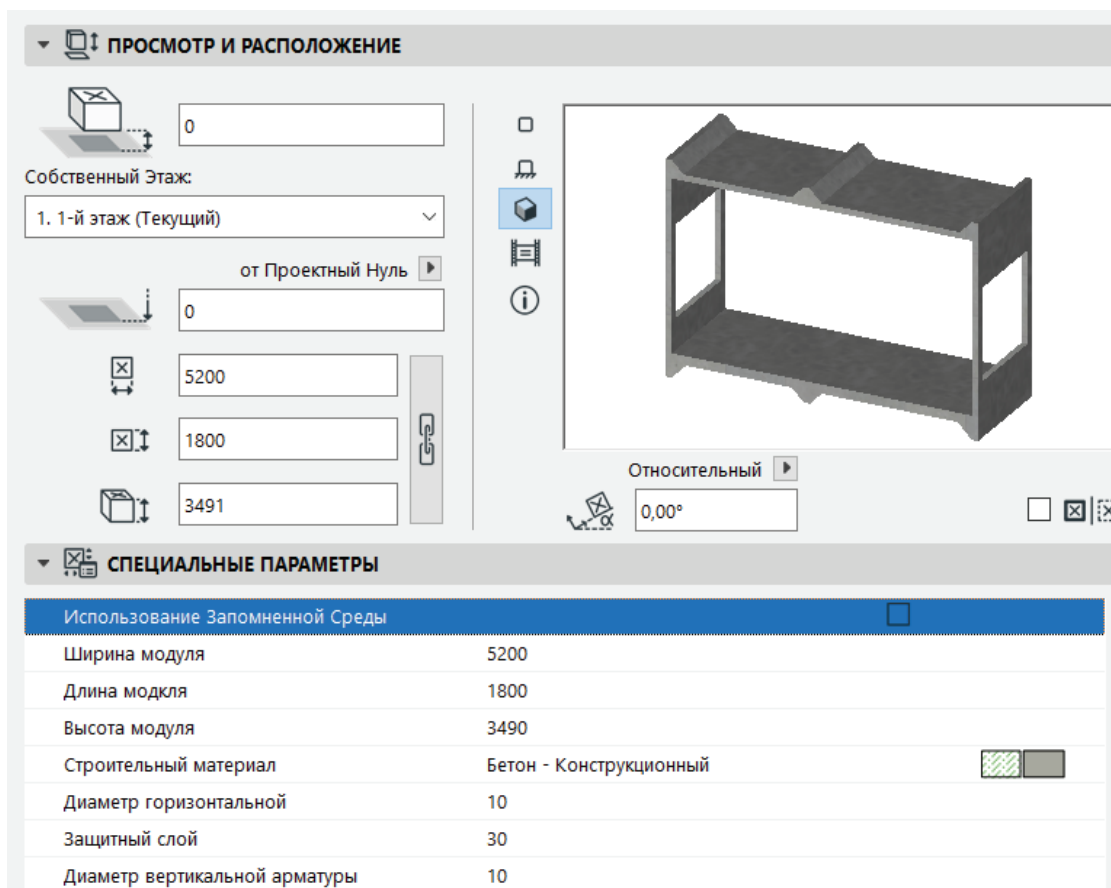 ПРОСМОТР И РАСПОЛОЖЕНИЕ
0
Собственный Этаж:
1. 1-й этаж (Текущий)
от Проектный Нуль
0
5200
1800
3491
Относительный
α
0,00°
СПЕЦИАЛЬНЫЕ ПАРАМЕТРЫ
Использование Запомненной Среды
Ширина модуля 5200
Длина модкля 1800
Высота модуля 3490
Строительный материал Бетон - Конструкционный
Диаметр горизонтальной 10
Защитный слой 30
Диаметр вертикальной арматуры 10